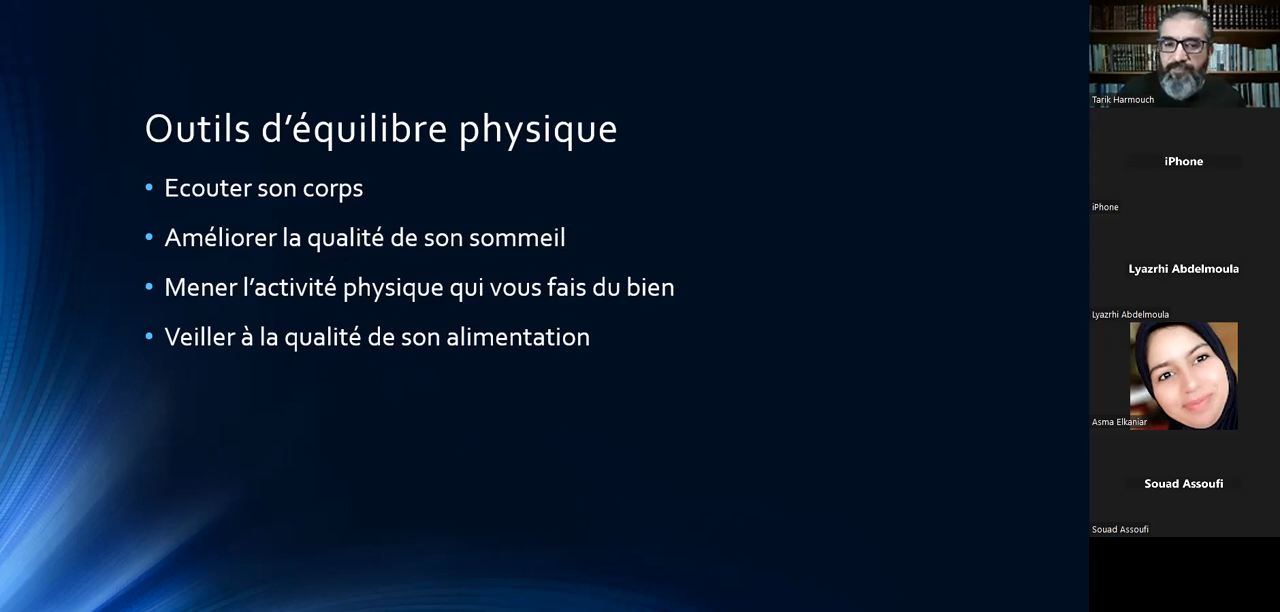 Outils d’équilibre physique
• Ecouter son corps
• Améliorer la qualité de son sommeil
• Mener l’activité physique qui vous fais du bien
• Veiller à la qualité de son alimentation
Tarik Harmouch
iPhone
iPhone
Lyazrhi Abdelmoula
Lyazrhi Abdelmoula
Asma Elkaniar
Souad Assoufi
Souad Assoufi